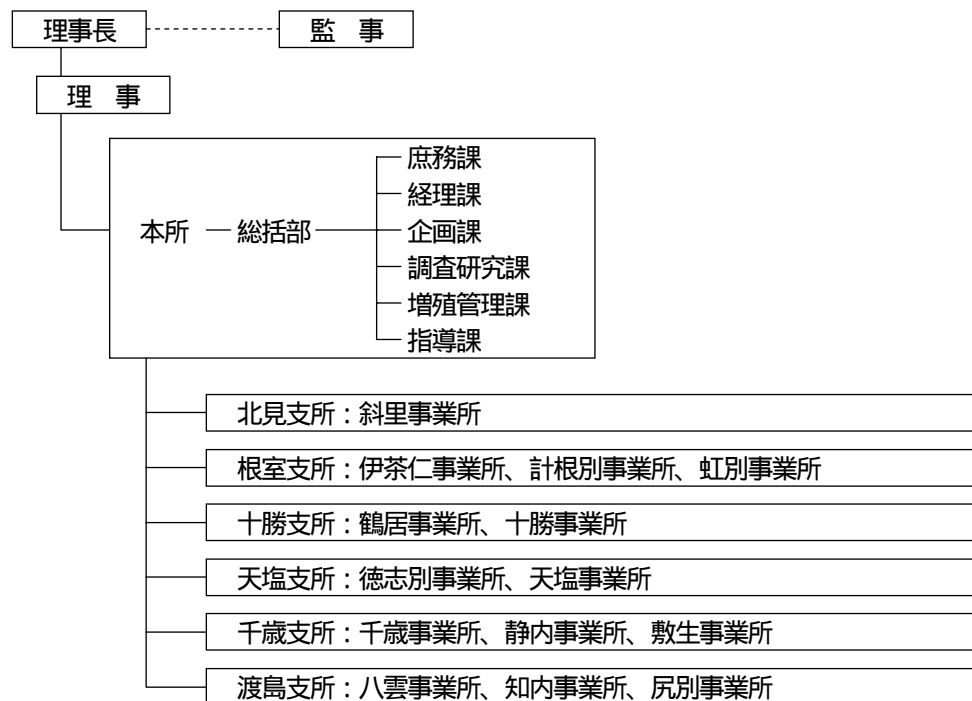 理事長
監　事
理　事
庶務課
経理課
本所
総括部
企画課
調査研究課
増殖管理課
指導課
北見支所：斜里事業所
根室支所：伊茶仁事業所、計根別事業所、虹別事業所
十勝支所：鶴居事業所、十勝事業所
天塩支所：徳志別事業所、天塩事業所
千歳支所：千歳事業所、静内事業所、敷生事業所
渡島支所：八雲事業所、知内事業所、尻別事業所